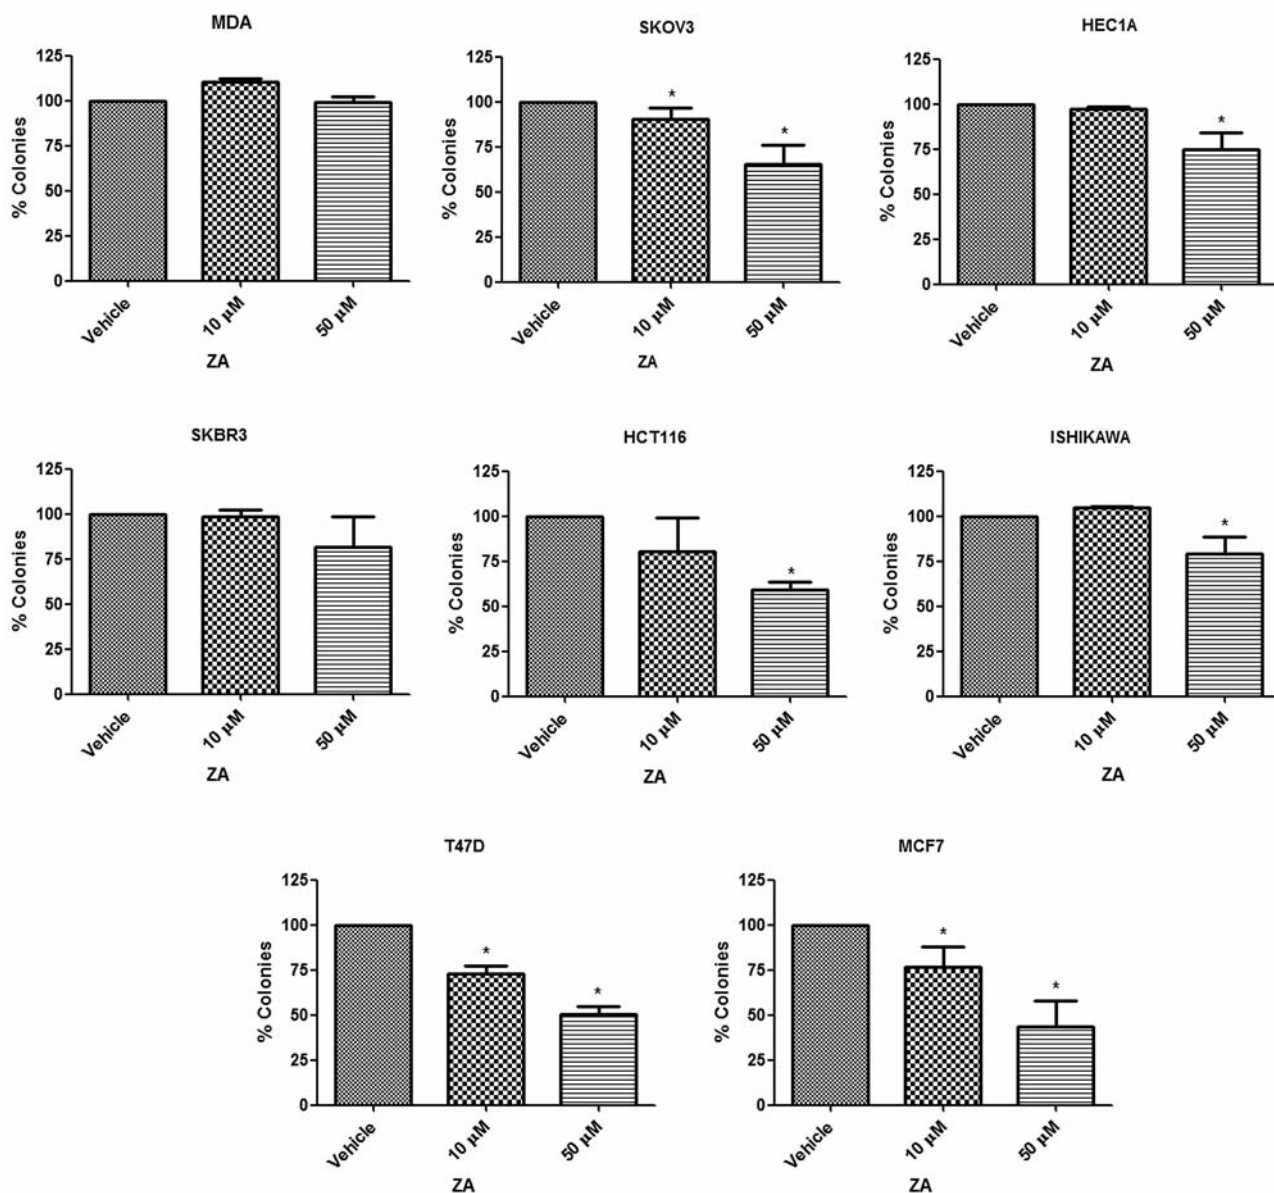 MDA
% Colonies
125
100
75
50
25
0
Vehicle
10 µM
50 µM
ZA
SKOV3
% Colonies
125
100
75
50
25
0
*
*
Vehicle
10 µM
50 µM
ZA
HEC1A
% Colonies
125
100
75
50
25
0
*
Vehicle
10 µM
50 µM
ZA
SKBR3
% Colonies
125
100
75
50
25
0
Vehicle
10 µM
50 µM
ZA
HCT116
% Colonies
125
100
75
50
25
0
*
Vehicle
10 µM
50 µM
ZA
ISHIKAWA
% Colonies
125
100
75
50
25
0
*
Vehicle
10 µM
50 µM
ZA
T47D
% Colonies
125
100
75
50
25
0
*
*
Vehicle
10 µM
50 µM
ZA
MCF7
% Colonies
125
100
75
50
25
0
*
*
Vehicle
10 µM
50 µM
ZA